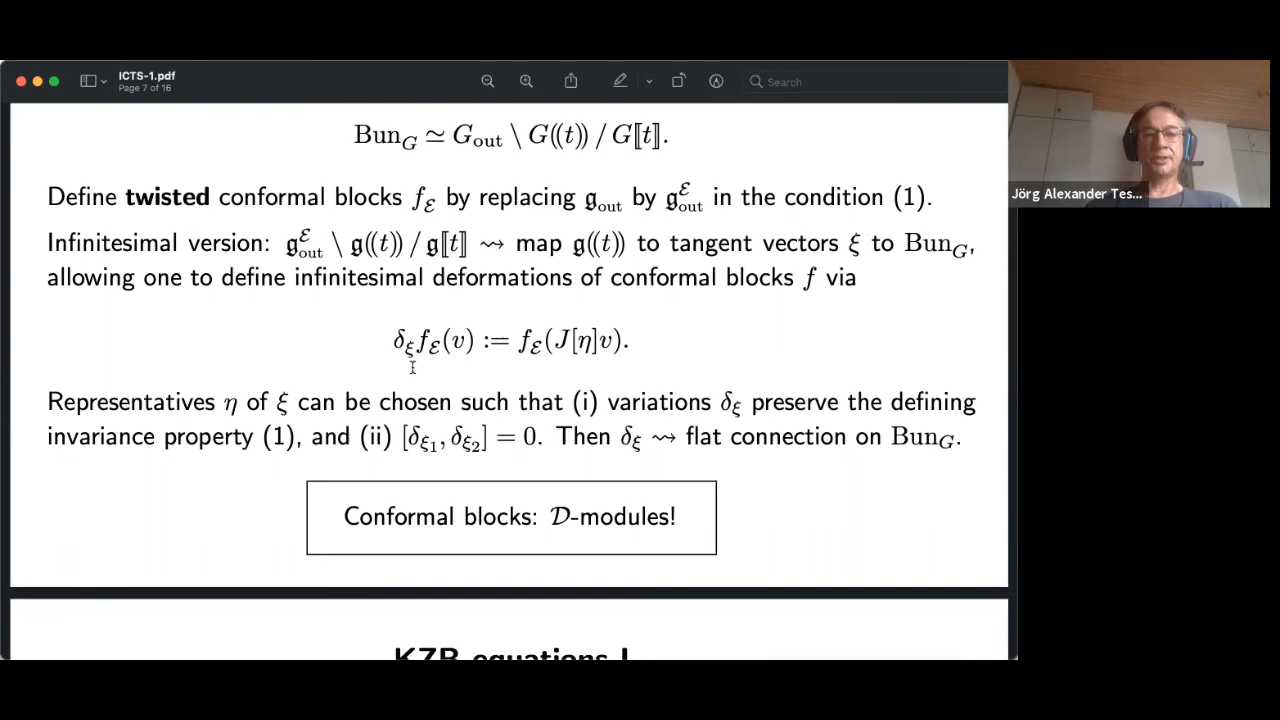 ICTS-1.pdf
Page 7 of 16
Search
Bun_G ≃ G_out \ G((t)) / G⟦t⟧.
Jörg Alexander Tes...
Define twisted conformal blocks f_ℰ by replacing 𝔤_out by 𝔤_out^ℰ in the condition (1).
Infinitesimal version: 𝔤_out^ℰ \ 𝔤((t)) / 𝔤⟦t⟧ ⇝ map 𝔤((t)) to tangent vectors ξ to Bun_G,
allowing one to define infinitesimal deformations of conformal blocks f via
δ_ξ f_ℰ(v) := f_ℰ(J[η]v).
Representatives η of ξ can be chosen such that (i) variations δ_ξ preserve the defining
invariance property (1), and (ii) [δ_ξ₁, δ_ξ₂] = 0. Then δ_ξ ⇝ flat connection on Bun_G.
Conformal blocks: 𝒟-modules!
KZB equations I